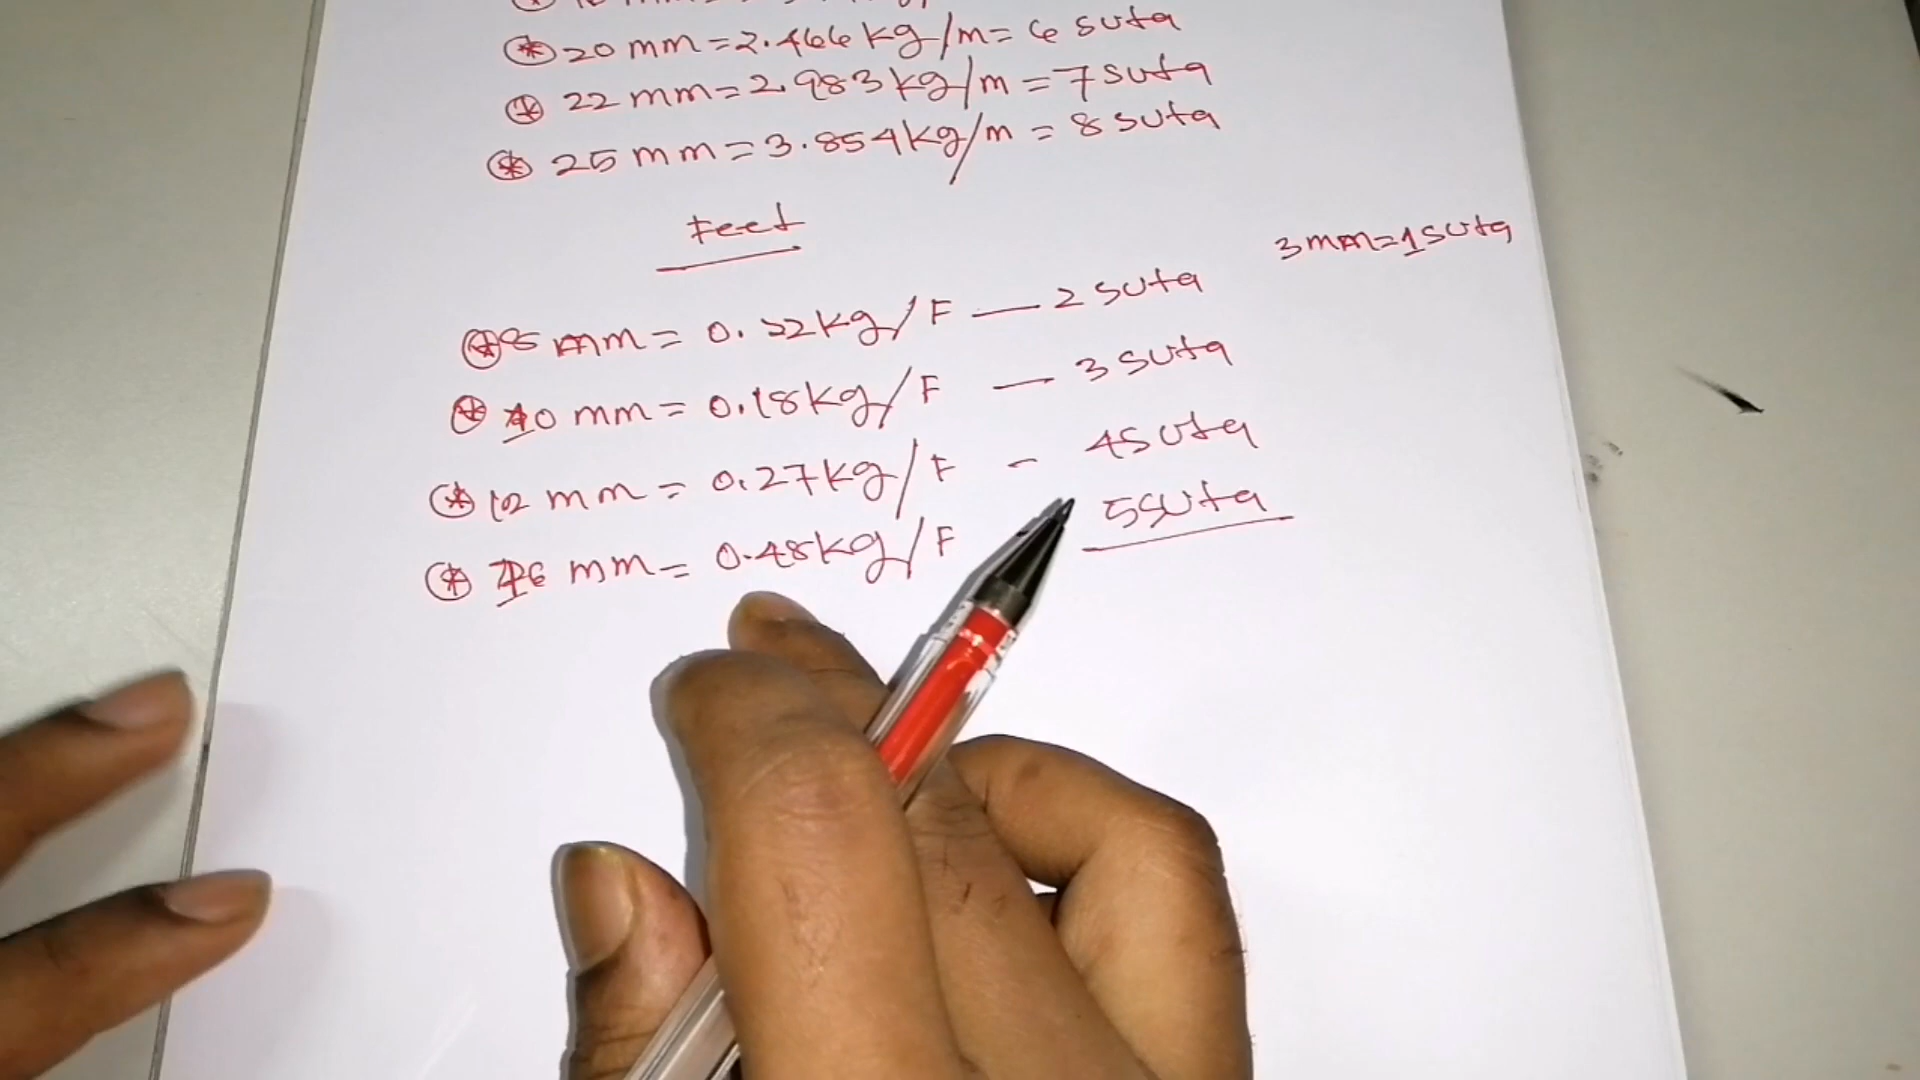 20 mm = 2.466 kg/m = 6 suta
22 mm = 2.983 kg/m = 7 suta
25 mm = 3.854 kg/m = 8 suta
Feet
3 mm = 1 suta
8 mm = 0.22 kg/F — 2 suta
10 mm = 0.18 kg/F — 3 suta
12 mm = 0.27 kg/F - 4 suta
16 mm = 0.48 kg/F 5 suta